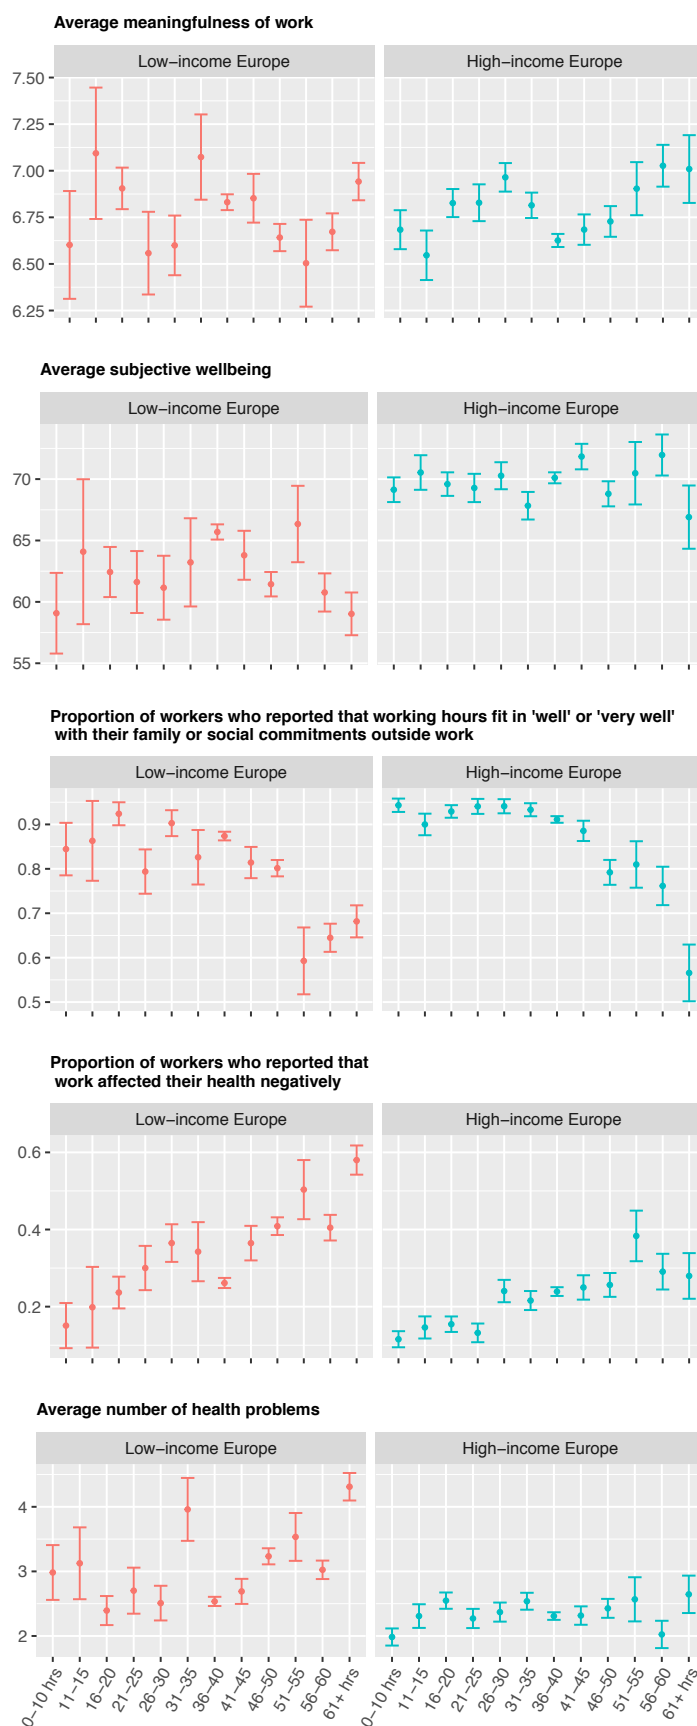 Average meaningfulness of work
Low–income Europe
High–income Europe
7.50
7.25
7.00
6.75
6.50
6.25
Average subjective wellbeing
Low–income Europe
High–income Europe
70
65
60
55
Proportion of workers who reported that working hours fit in 'well' or 'very well'
with their family or social commitments outside work
Low–income Europe
High–income Europe
0.9
0.8
0.7
0.6
0.5
Proportion of workers who reported that
work affected their health negatively
Low–income Europe
High–income Europe
0.6
0.4
0.2
Average number of health problems
Low–income Europe
High–income Europe
4
3
2
0–10 hrs
11–15
16–20
21–25
26–30
31–35
36–40
41–45
46–50
51–55
56–60
61+ hrs
0–10 hrs
11–15
16–20
21–25
26–30
31–35
36–40
41–45
46–50
51–55
56–60
61+ hrs